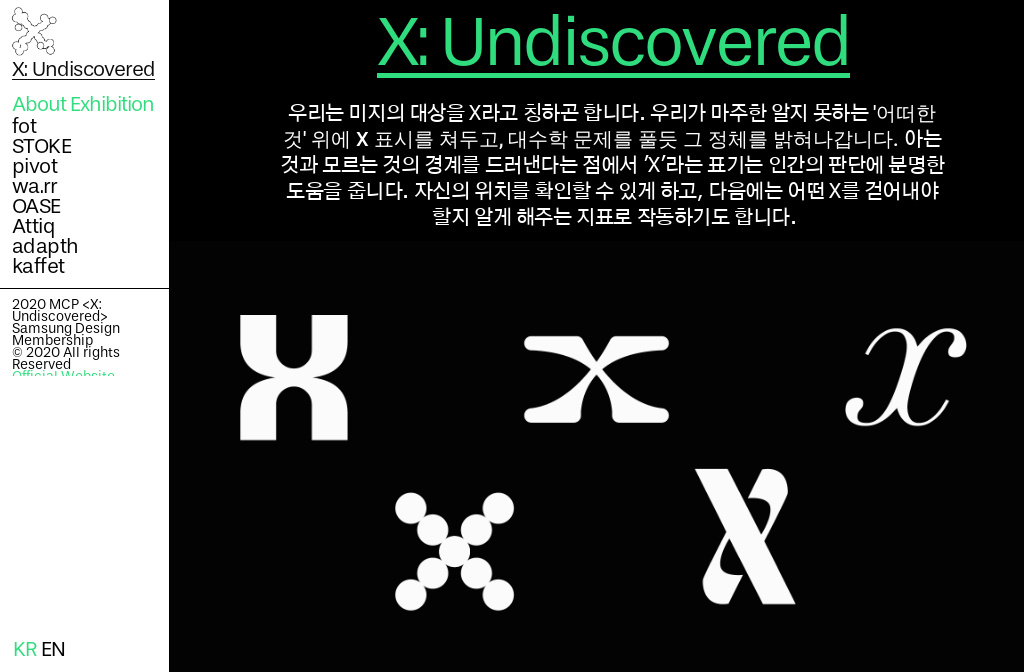 X: Undiscovered
About Exhibition
fot
STOKE
pivot
wa.rr
OASE
Attiq
adapth
kaffet
2020 MCP <X:
Undiscovered>
Samsung Design
Membership
© 2020 All rights
Reserved
Official Website
KR EN
X: Undiscovered
우리는 미지의 대상을 X라고 칭하곤 합니다. 우리가 마주한 알지 못하는 '어떠한
것' 위에 X 표시를 쳐두고, 대수학 문제를 풀듯 그 정체를 밝혀나갑니다. 아는
것과 모르는 것의 경계를 드러낸다는 점에서 ‘X’라는 표기는 인간의 판단에 분명한
도움을 줍니다. 자신의 위치를 확인할 수 있게 하고, 다음에는 어떤 X를 걷어내야
할지 알게 해주는 지표로 작동하기도 합니다.
X X x
X X